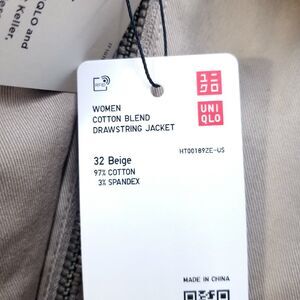 QLO and
Keller,
ユニ
クロ
UNI
QLO
WOMEN
COTTON BLEND
DRAWSTRING JACKET
HT00189ZE-US
32 Beige
97% COTTON
3% SPANDEX
MADE IN CHINA